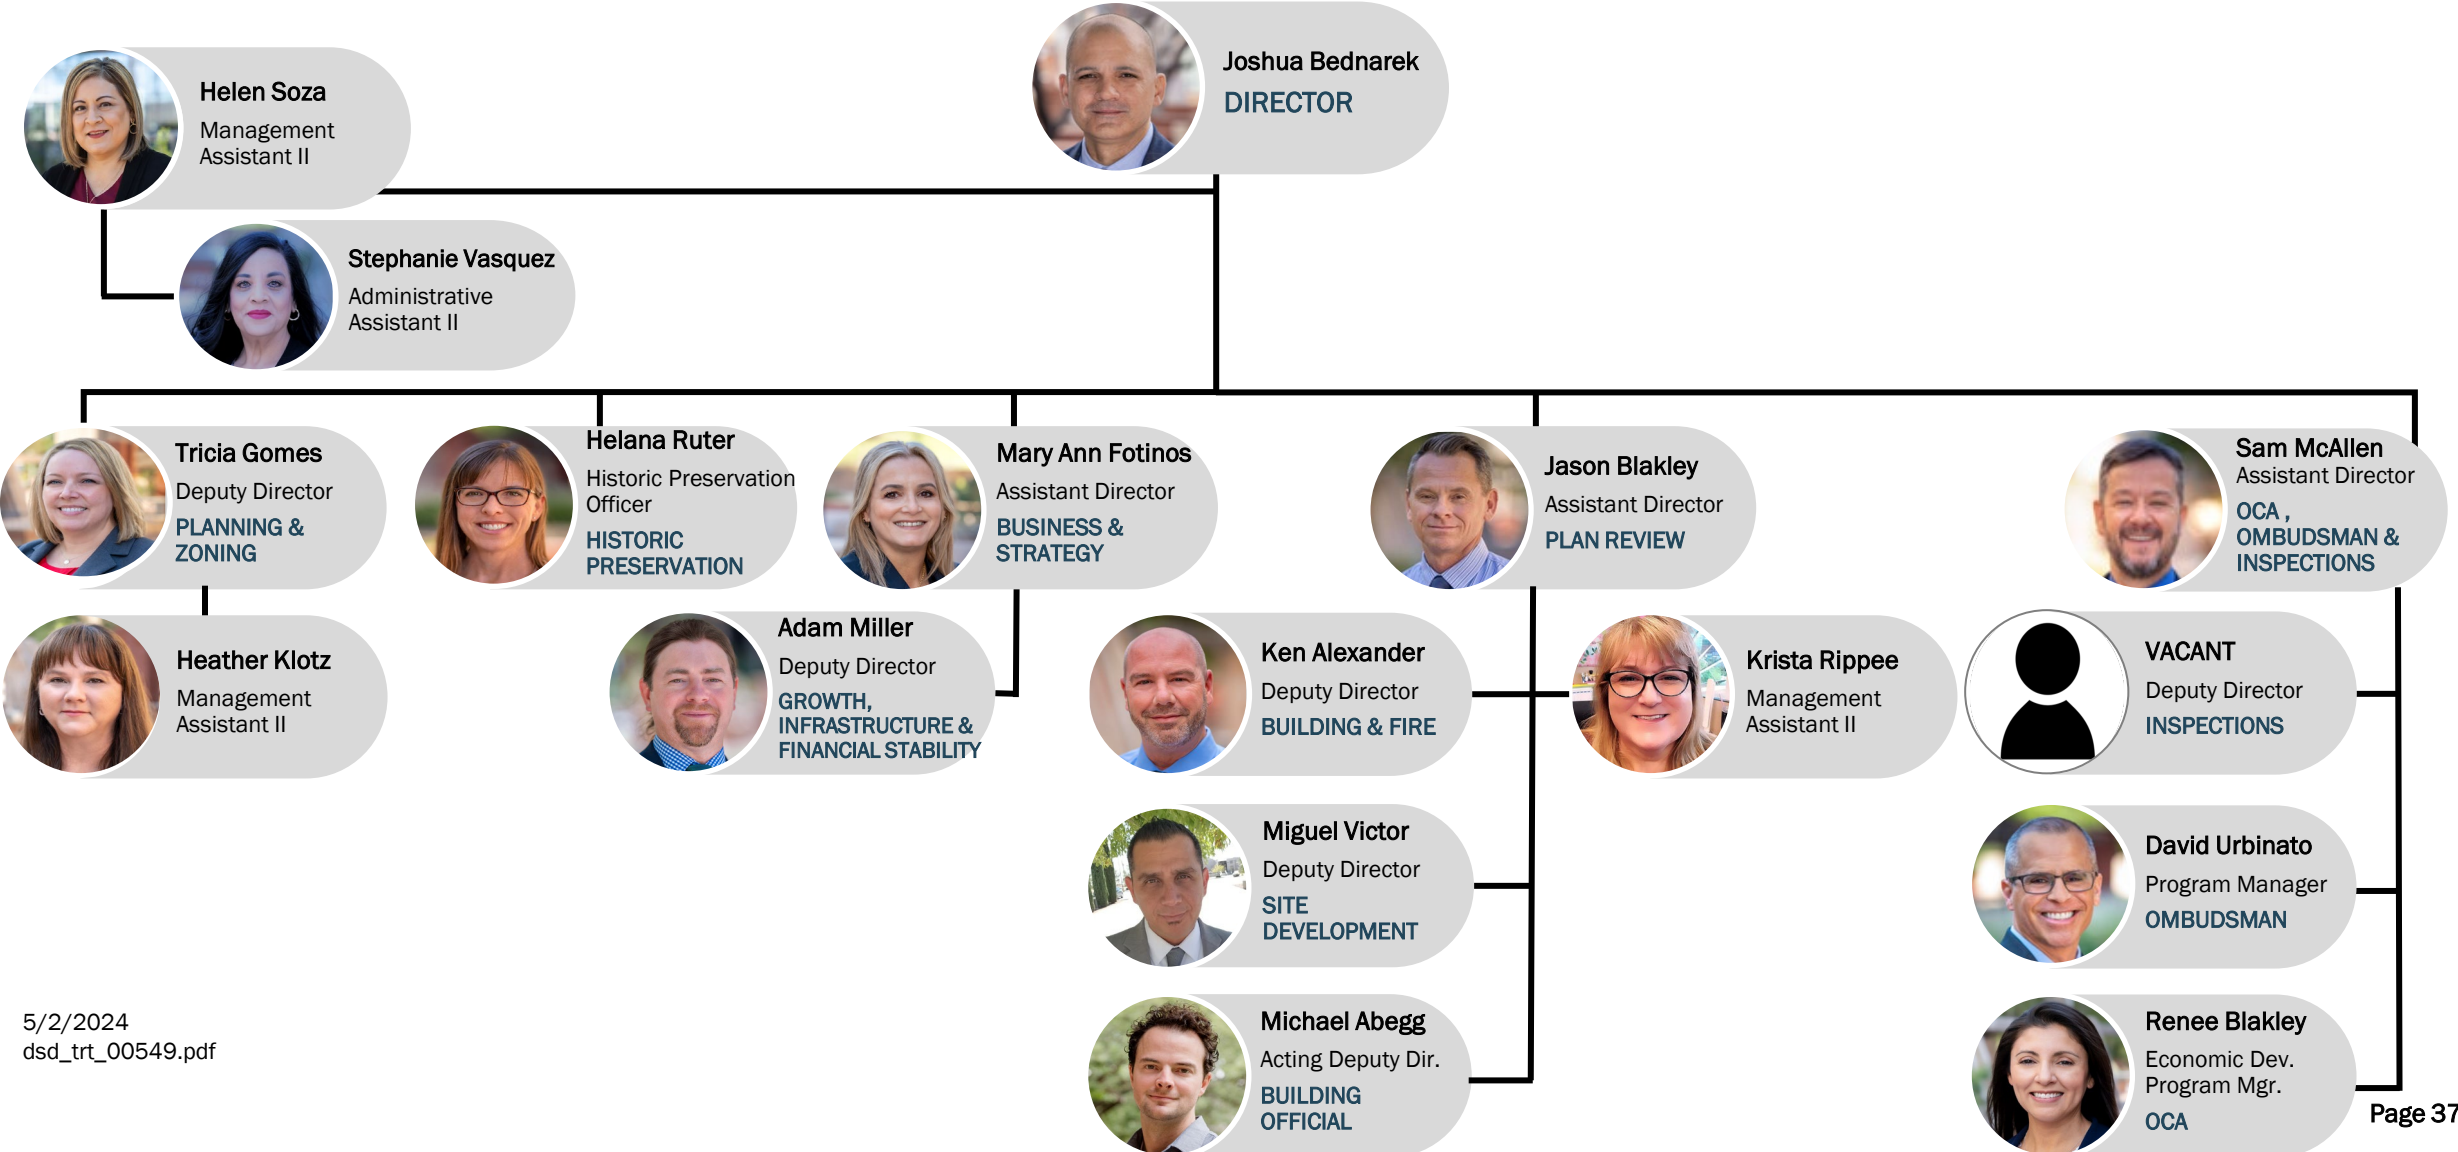 Joshua Bednarek
DIRECTOR
Helen Soza
Management
Assistant II
Stephanie Vasquez
Administrative
Assistant II
Tricia Gomes
Deputy Director
PLANNING &
ZONING
Helana Ruter
Historic Preservation
Officer
HISTORIC
PRESERVATION
Mary Ann Fotinos
Assistant Director
BUSINESS &
STRATEGY
Jason Blakley
Assistant Director
PLAN REVIEW
Sam McAllen
Assistant Director
OCA ,
OMBUDSMAN &
INSPECTIONS
Heather Klotz
Management
Assistant II
Adam Miller
Deputy Director
GROWTH,
INFRASTRUCTURE &
FINANCIAL STABILITY
Ken Alexander
Deputy Director
BUILDING & FIRE
Krista Rippee
Management
Assistant II
VACANT
Deputy Director
INSPECTIONS
Miguel Victor
Deputy Director
SITE
DEVELOPMENT
David Urbinato
Program Manager
OMBUDSMAN
Michael Abegg
Acting Deputy Dir.
BUILDING
OFFICIAL
Renee Blakley
Economic Dev.
Program Mgr.
OCA
5/2/2024
dsd_trt_00549.pdf
Page 37